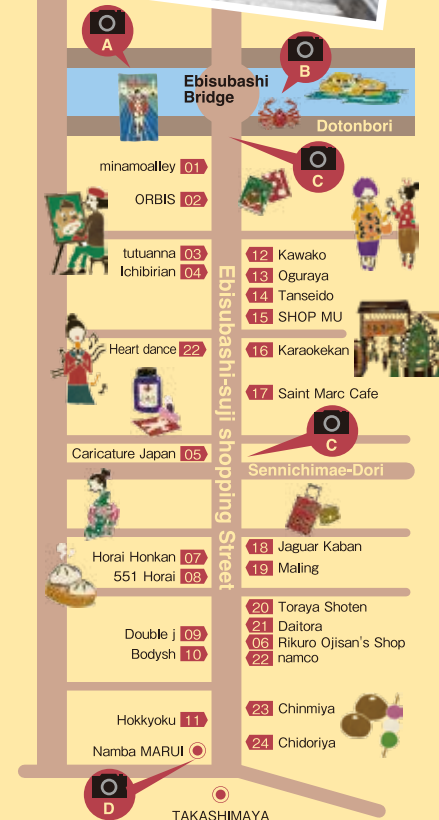 A
B
Ebisubashi
Bridge
Dotonbori
C
minamoalley 01
ORBIS 02
tutuanna 03
Ichibirian 04
12 Kawako
13 Oguraya
14 Tanseido
15 SHOP MU
Ebisubashi-suji shopping Street
Heart dance 22
16 Karaokekan
17 Saint Marc Cafe
C
Caricature Japan 05
Sennichimae-Dori
Horai Honkan 07
551 Horai 08
18 Jaguar Kaban
19 Maling
20 Toraya Shoten
21 Daitora
06 Rikuro Ojisan's Shop
22 namco
Double j 09
Bodysh 10
Hokkyoku 11
23 Chinmiya
24 Chidoriya
Namba MARUI
D
TAKASHIMAYA